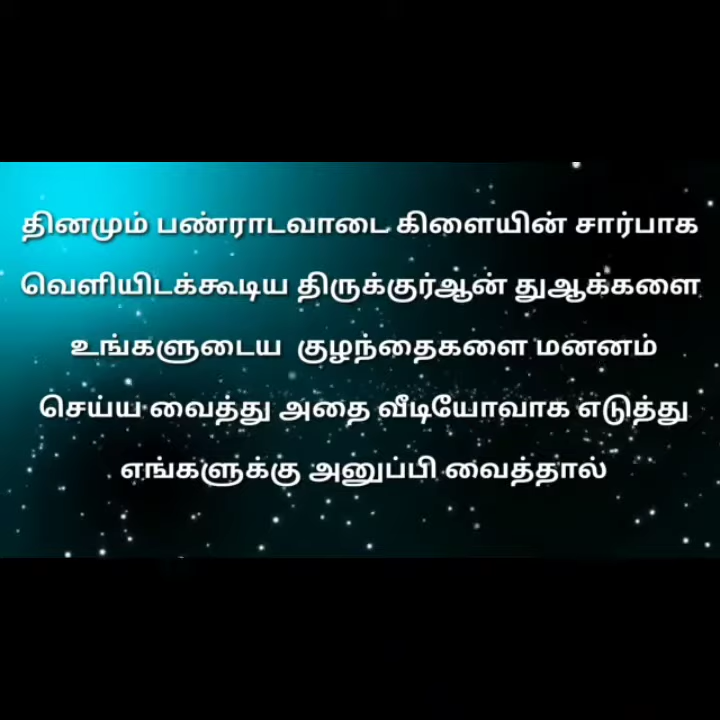 தினமும் பண்ராடவாடை கிளையின் சார்பாக
வெளியிடக்கூடிய திருக்குர்ஆன் துஆக்களை
உங்களுடைய குழந்தைகளை மனனம்
செய்ய வைத்து அதை வீடியோவாக எடுத்து
எங்களுக்கு அனுப்பி வைத்தால்